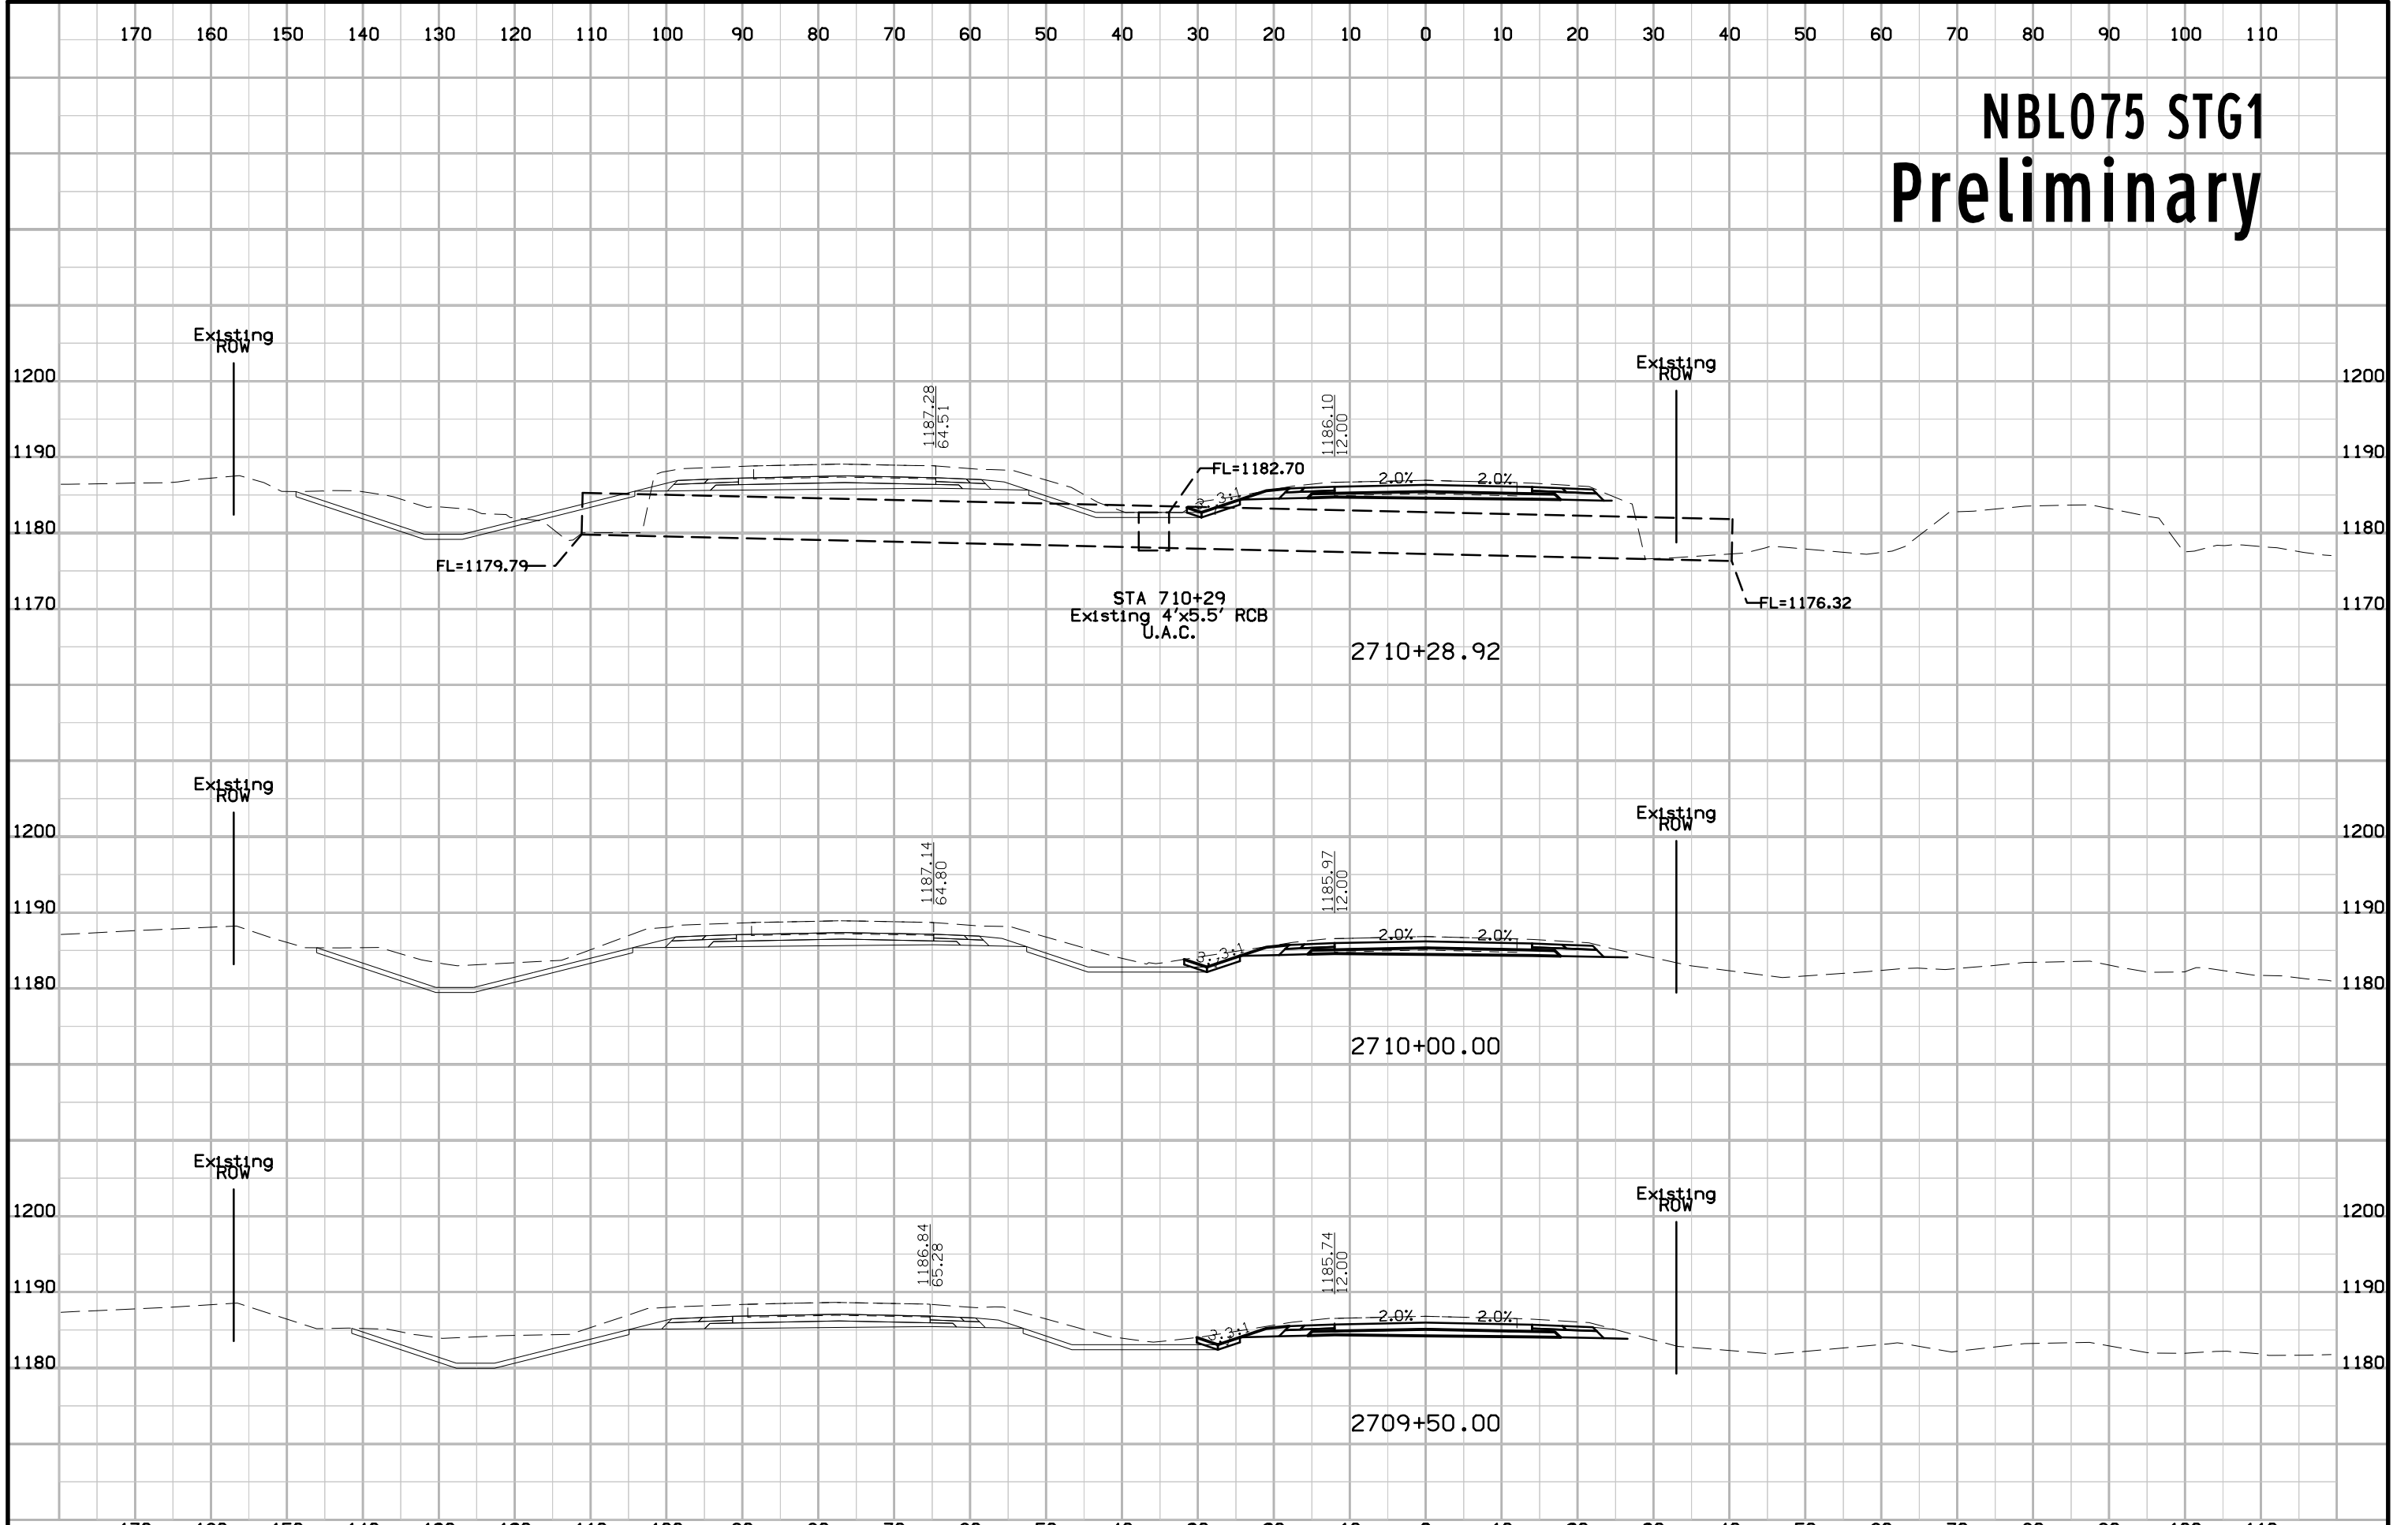 170 160 150 140 130 120 110 100 90 80 70 60 50 40 30 20 10 0 10 20 30 40 50 60 70 80 90 100 110
NBL075 STG1
Preliminary
Existing
ROW
Existing
ROW
1200 1200
1187.28
64.51
1186.10
12.00
1190 1190
FL=1182.70
2.0% 2.0%
3:1
1180 1180
FL=1179.79
STA 710+29
Existing 4'x5.5' RCB
U.A.C.
FL=1176.32
1170 1170
2710+28.92
Existing
ROW
Existing
ROW
1200 1200
1187.14
64.80
1185.97
12.00
1190 1190
2.0% 2.0%
3:1
1180 1180
2710+00.00
Existing
ROW
Existing
ROW
1200 1200
1186.84
65.28
1185.74
12.00
1190 1190
2.0% 2.0%
3:1
1180 1180
2709+50.00